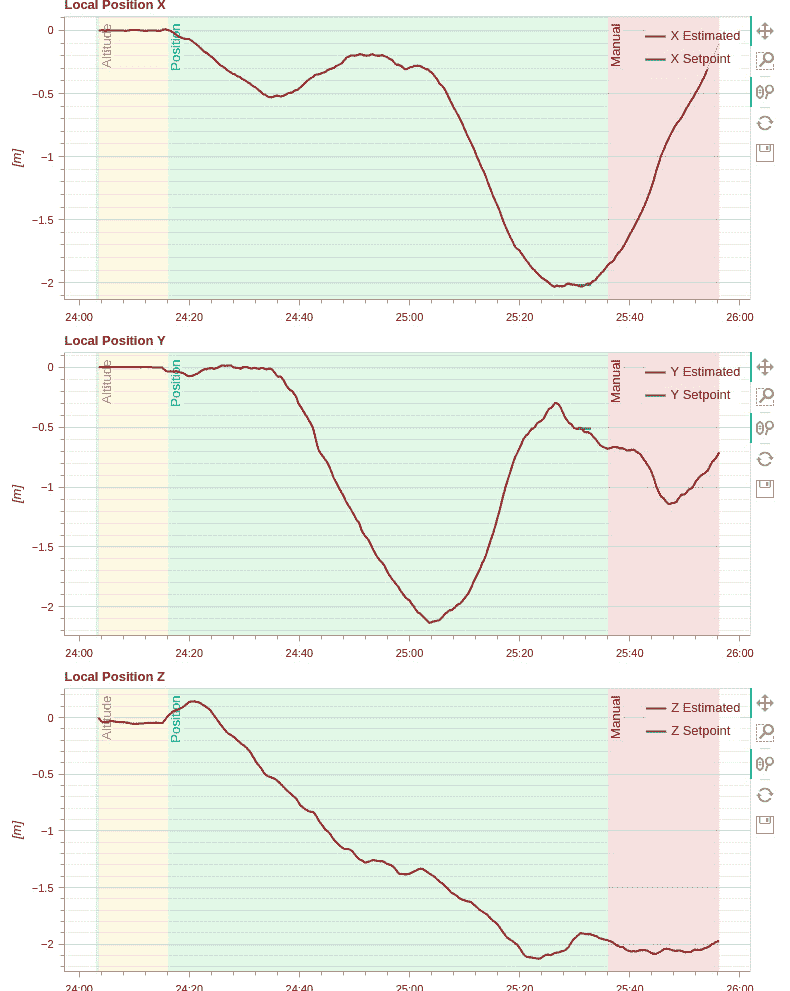 Local Position X
0
−0.5
−1
−1.5
−2
[m]
Altitude
Position
Manual
X Estimated
X Setpoint
24:00
24:20
24:40
25:00
25:20
25:40
26:00
Local Position Y
0
−0.5
−1
−1.5
−2
[m]
Altitude
Position
Manual
Y Estimated
Y Setpoint
24:00
24:20
24:40
25:00
25:20
25:40
26:00
Local Position Z
0
−0.5
−1
−1.5
−2
[m]
Altitude
Position
Manual
Z Estimated
Z Setpoint
24:00
24:20
24:40
25:00
25:20
25:40
26:00